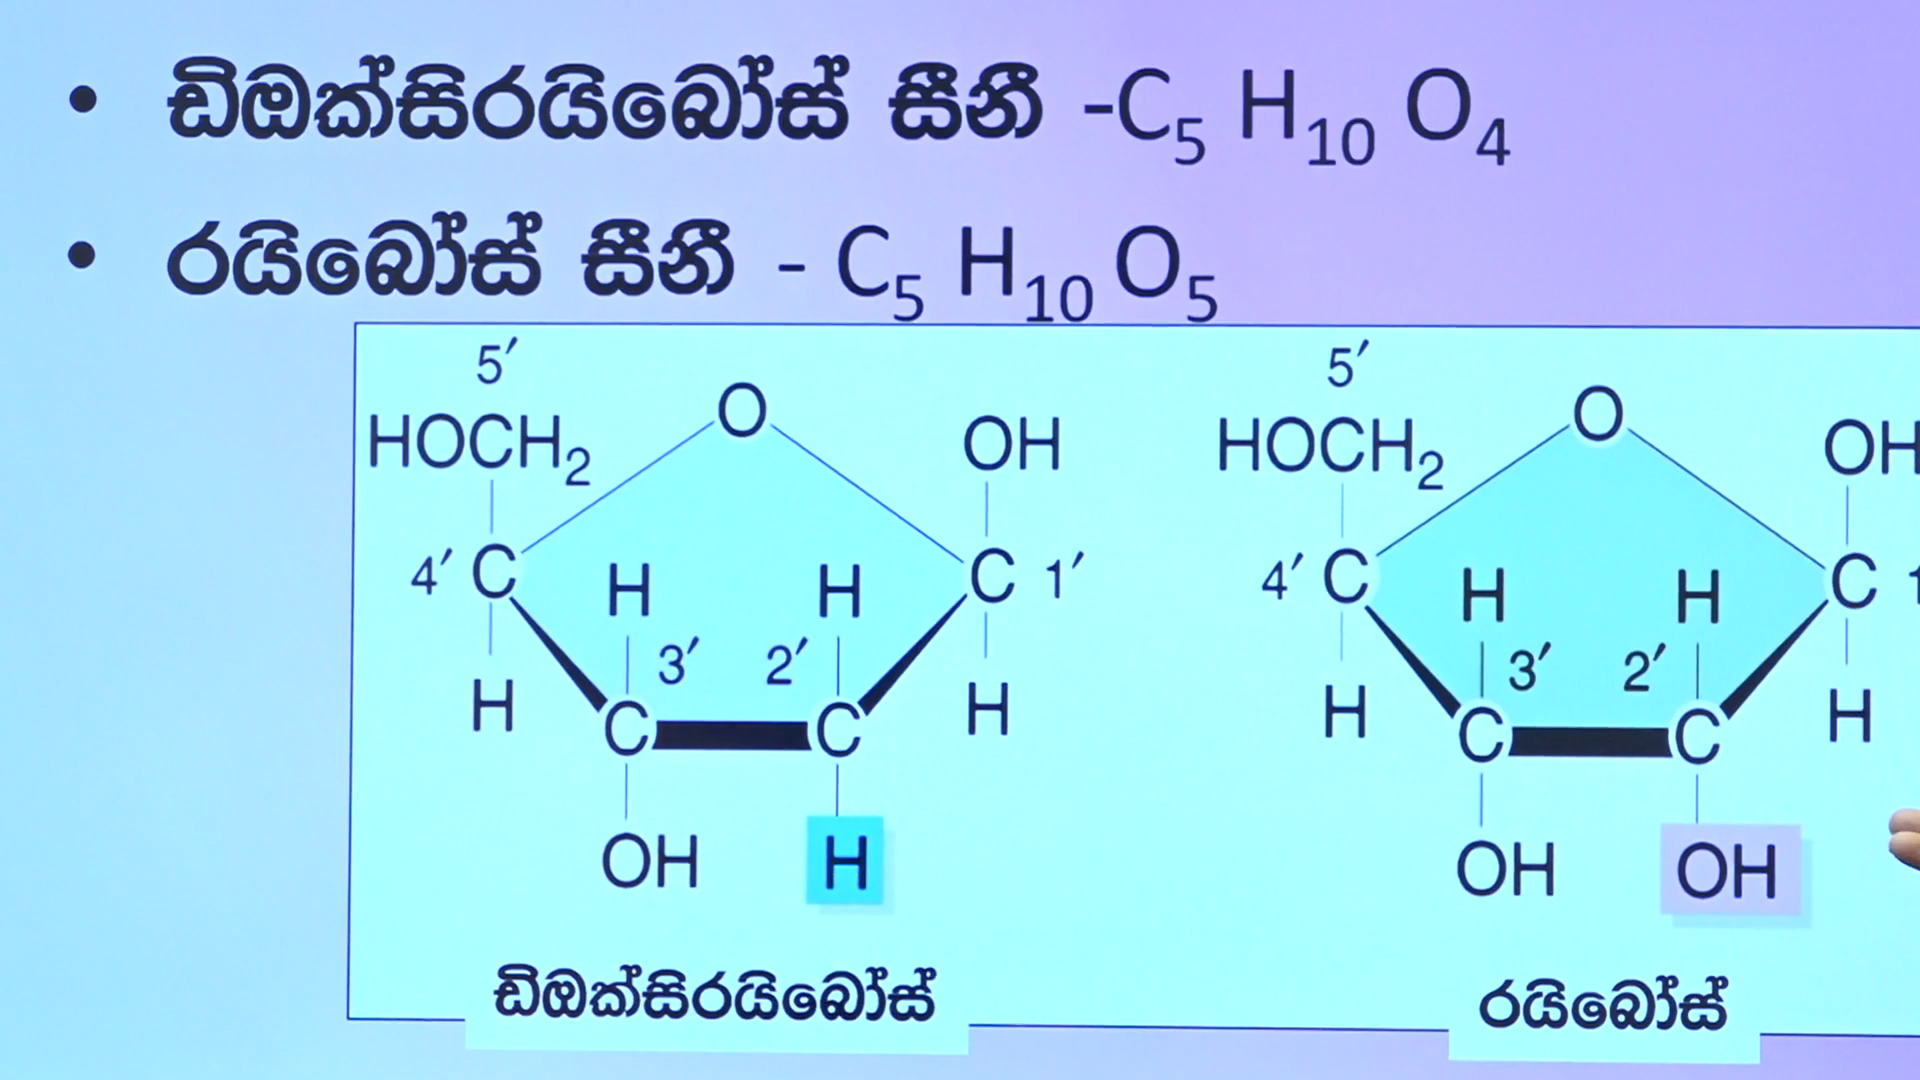 • ඩිඔක්සිරයිබෝස් සීනී -C5 H10 O4
• රයිබෝස් සීනී - C5 H10 O5
5′ 5′
HOCH2 O OH HOCH2 O OH
4′ C H H C 1′ 4′ C H H C 1
H 3′ 2′ H H 3′ 2′ H
C C C C
OH H OH OH
ඩිඔක්සිරයිබෝස් රයිබෝස්